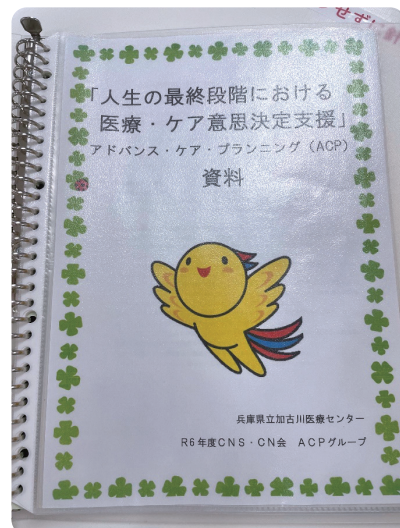 せずに
「人生の最終段階における
医療・ケア意思決定支援」
アドバンス・ケア・プランニング（ACP）
資料
兵庫県立加古川医療センター
R6年度CNS・CN会 ACPグループ